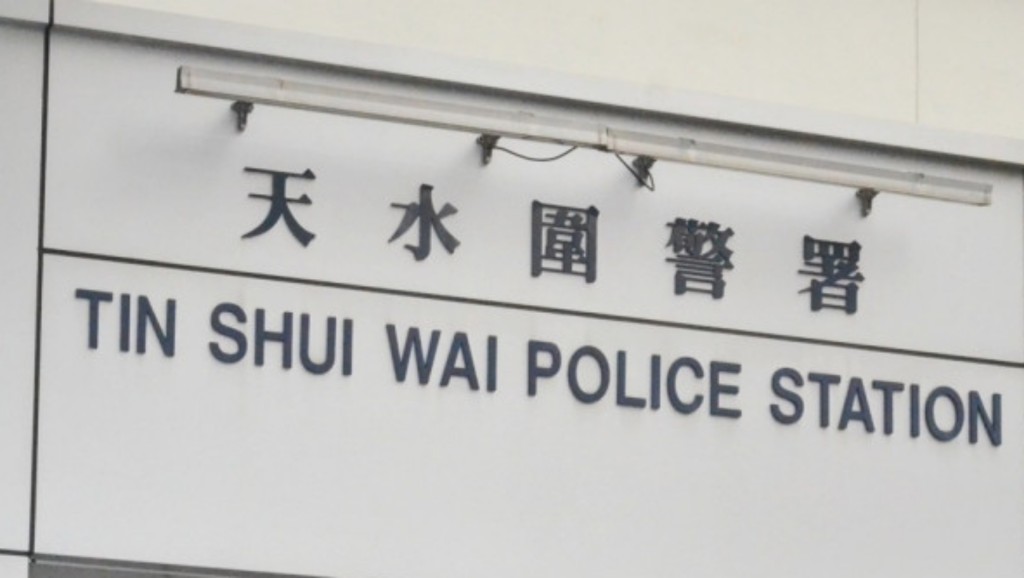 天水圍警署
TIN SHUI WAI POLICE STATION